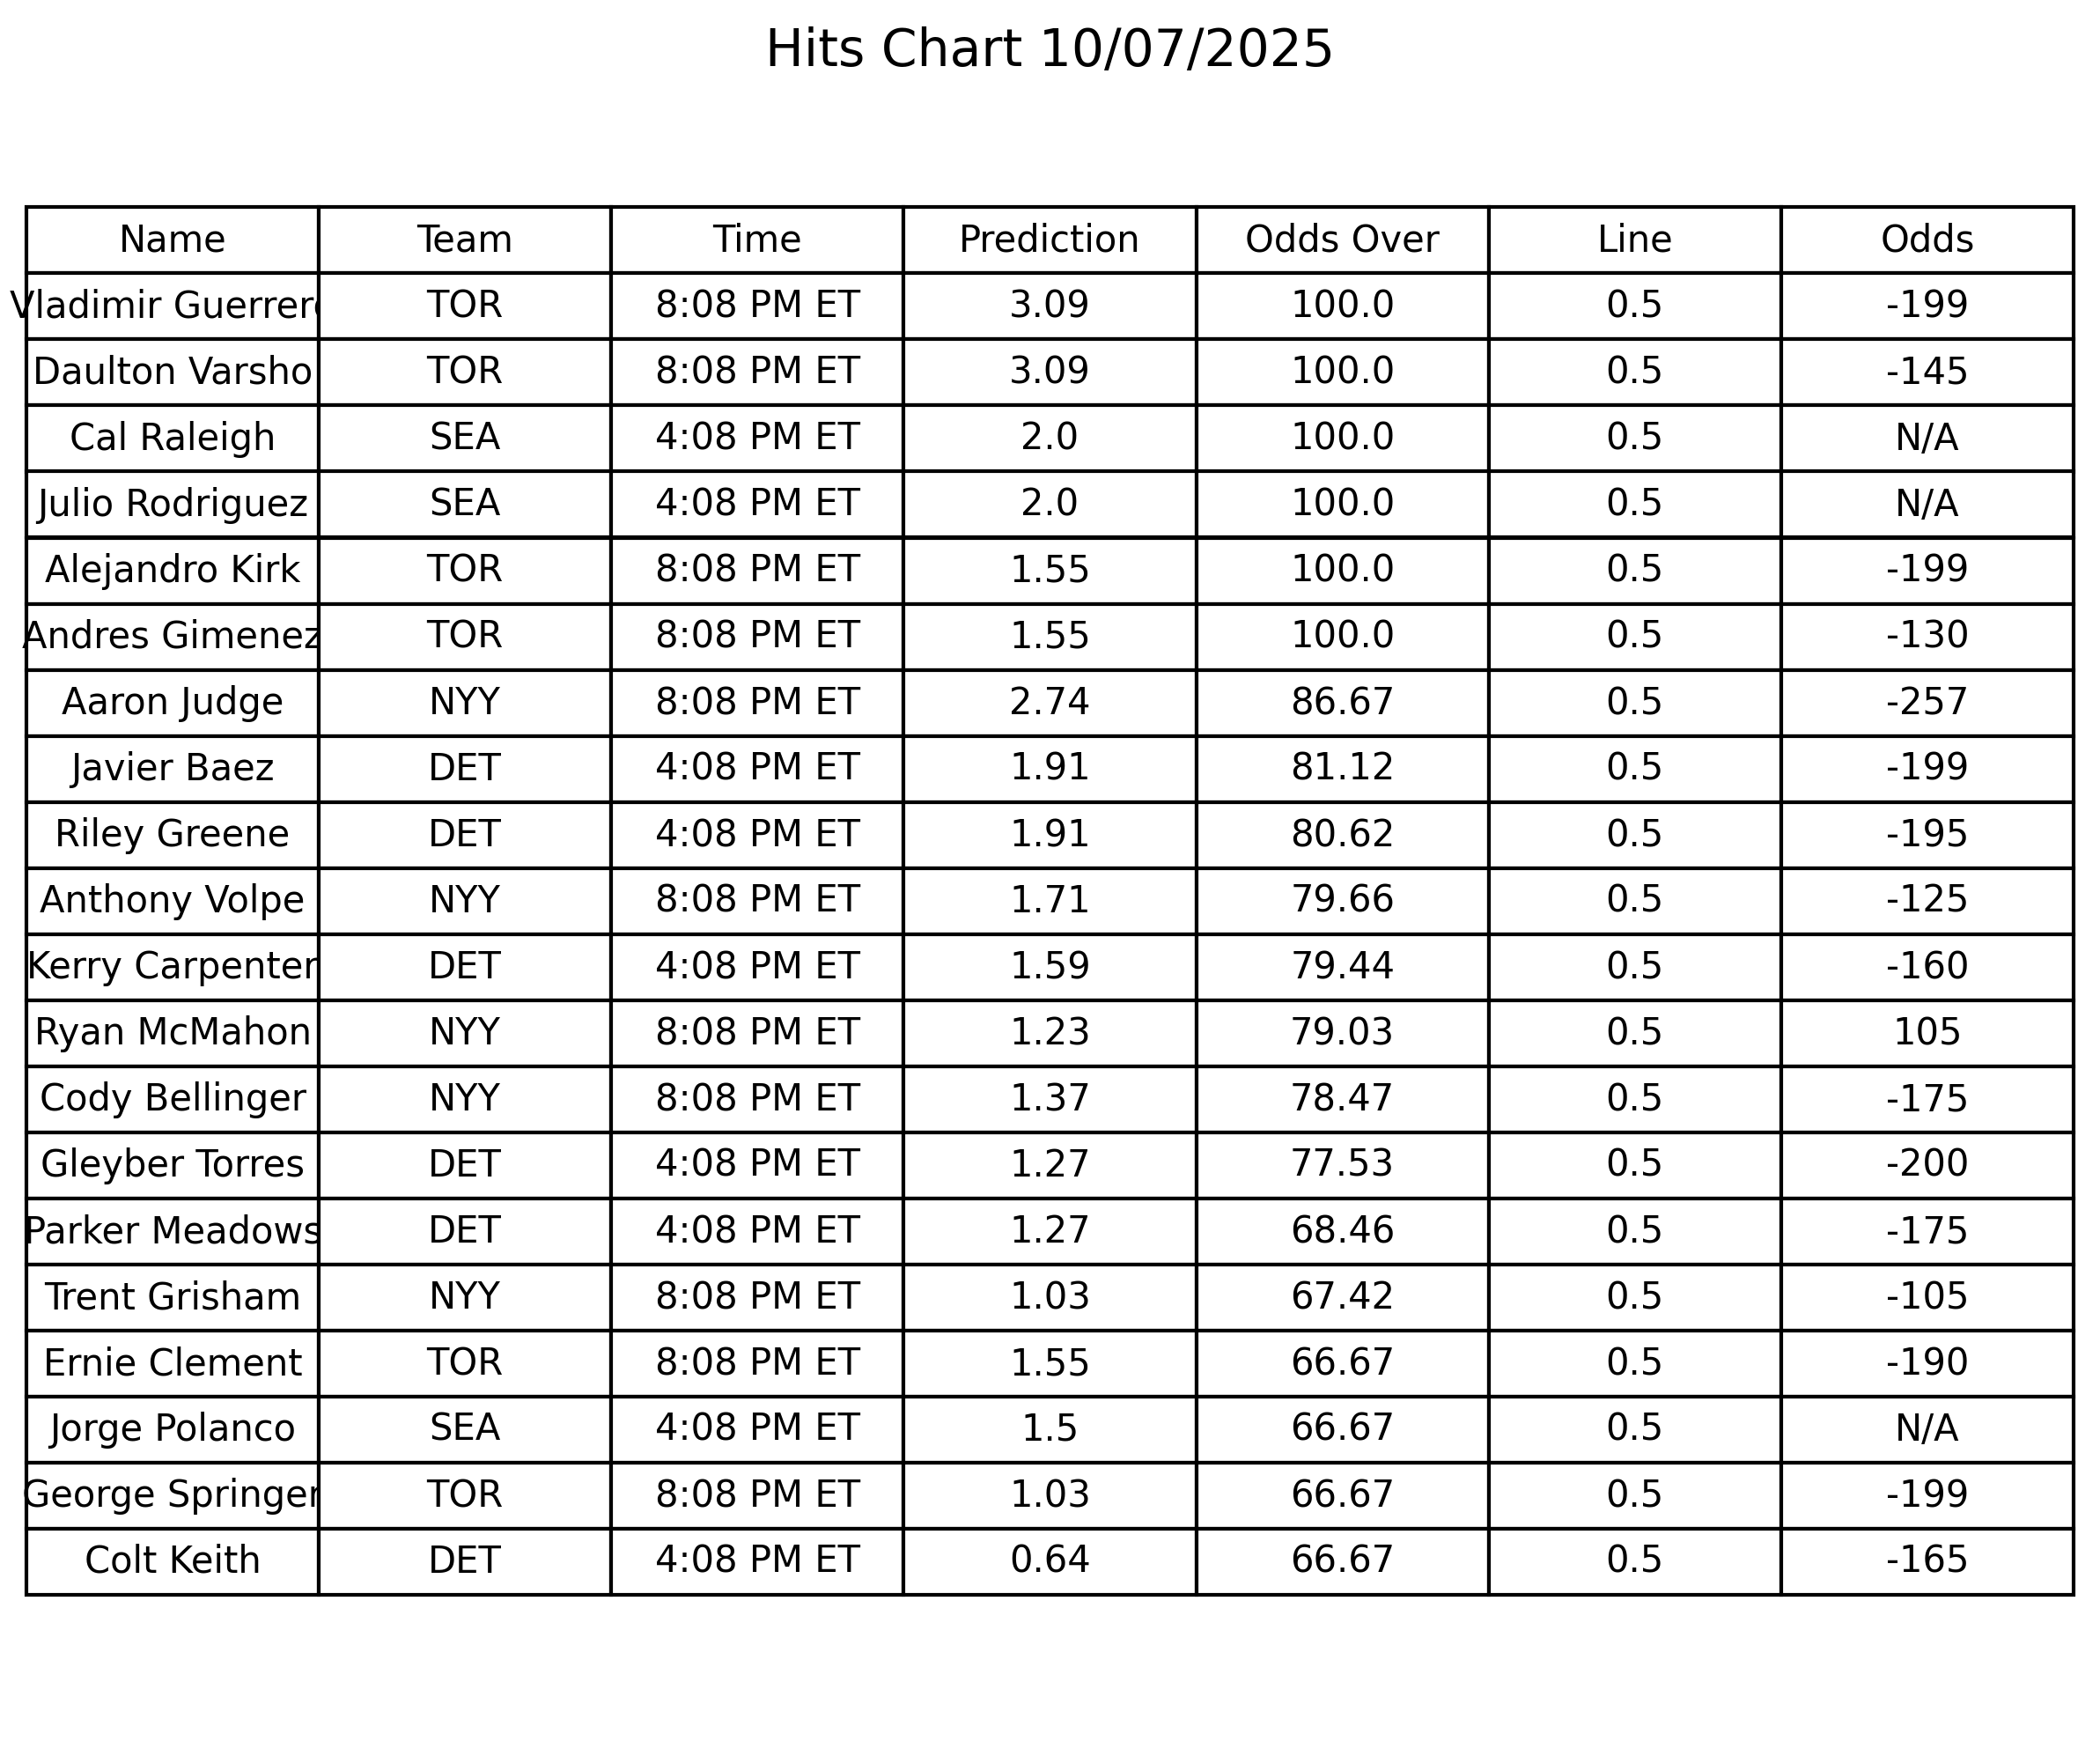 Hits Chart 10/07/2025
Name Team Time Prediction Odds Over Line Odds
Vladimir Guerrero TOR 8:08 PM ET 3.09 100.0 0.5 -199
Daulton Varsho TOR 8:08 PM ET 3.09 100.0 0.5 -145
Cal Raleigh SEA 4:08 PM ET 2.0 100.0 0.5 N/A
Julio Rodriguez SEA 4:08 PM ET 2.0 100.0 0.5 N/A
Alejandro Kirk TOR 8:08 PM ET 1.55 100.0 0.5 -199
Andres Gimenez TOR 8:08 PM ET 1.55 100.0 0.5 -130
Aaron Judge NYY 8:08 PM ET 2.74 86.67 0.5 -257
Javier Baez DET 4:08 PM ET 1.91 81.12 0.5 -199
Riley Greene DET 4:08 PM ET 1.91 80.62 0.5 -195
Anthony Volpe NYY 8:08 PM ET 1.71 79.66 0.5 -125
Kerry Carpenter DET 4:08 PM ET 1.59 79.44 0.5 -160
Ryan McMahon NYY 8:08 PM ET 1.23 79.03 0.5 105
Cody Bellinger NYY 8:08 PM ET 1.37 78.47 0.5 -175
Gleyber Torres DET 4:08 PM ET 1.27 77.53 0.5 -200
Parker Meadows DET 4:08 PM ET 1.27 68.46 0.5 -175
Trent Grisham NYY 8:08 PM ET 1.03 67.42 0.5 -105
Ernie Clement TOR 8:08 PM ET 1.55 66.67 0.5 -190
Jorge Polanco SEA 4:08 PM ET 1.5 66.67 0.5 N/A
George Springer TOR 8:08 PM ET 1.03 66.67 0.5 -199
Colt Keith DET 4:08 PM ET 0.64 66.67 0.5 -165